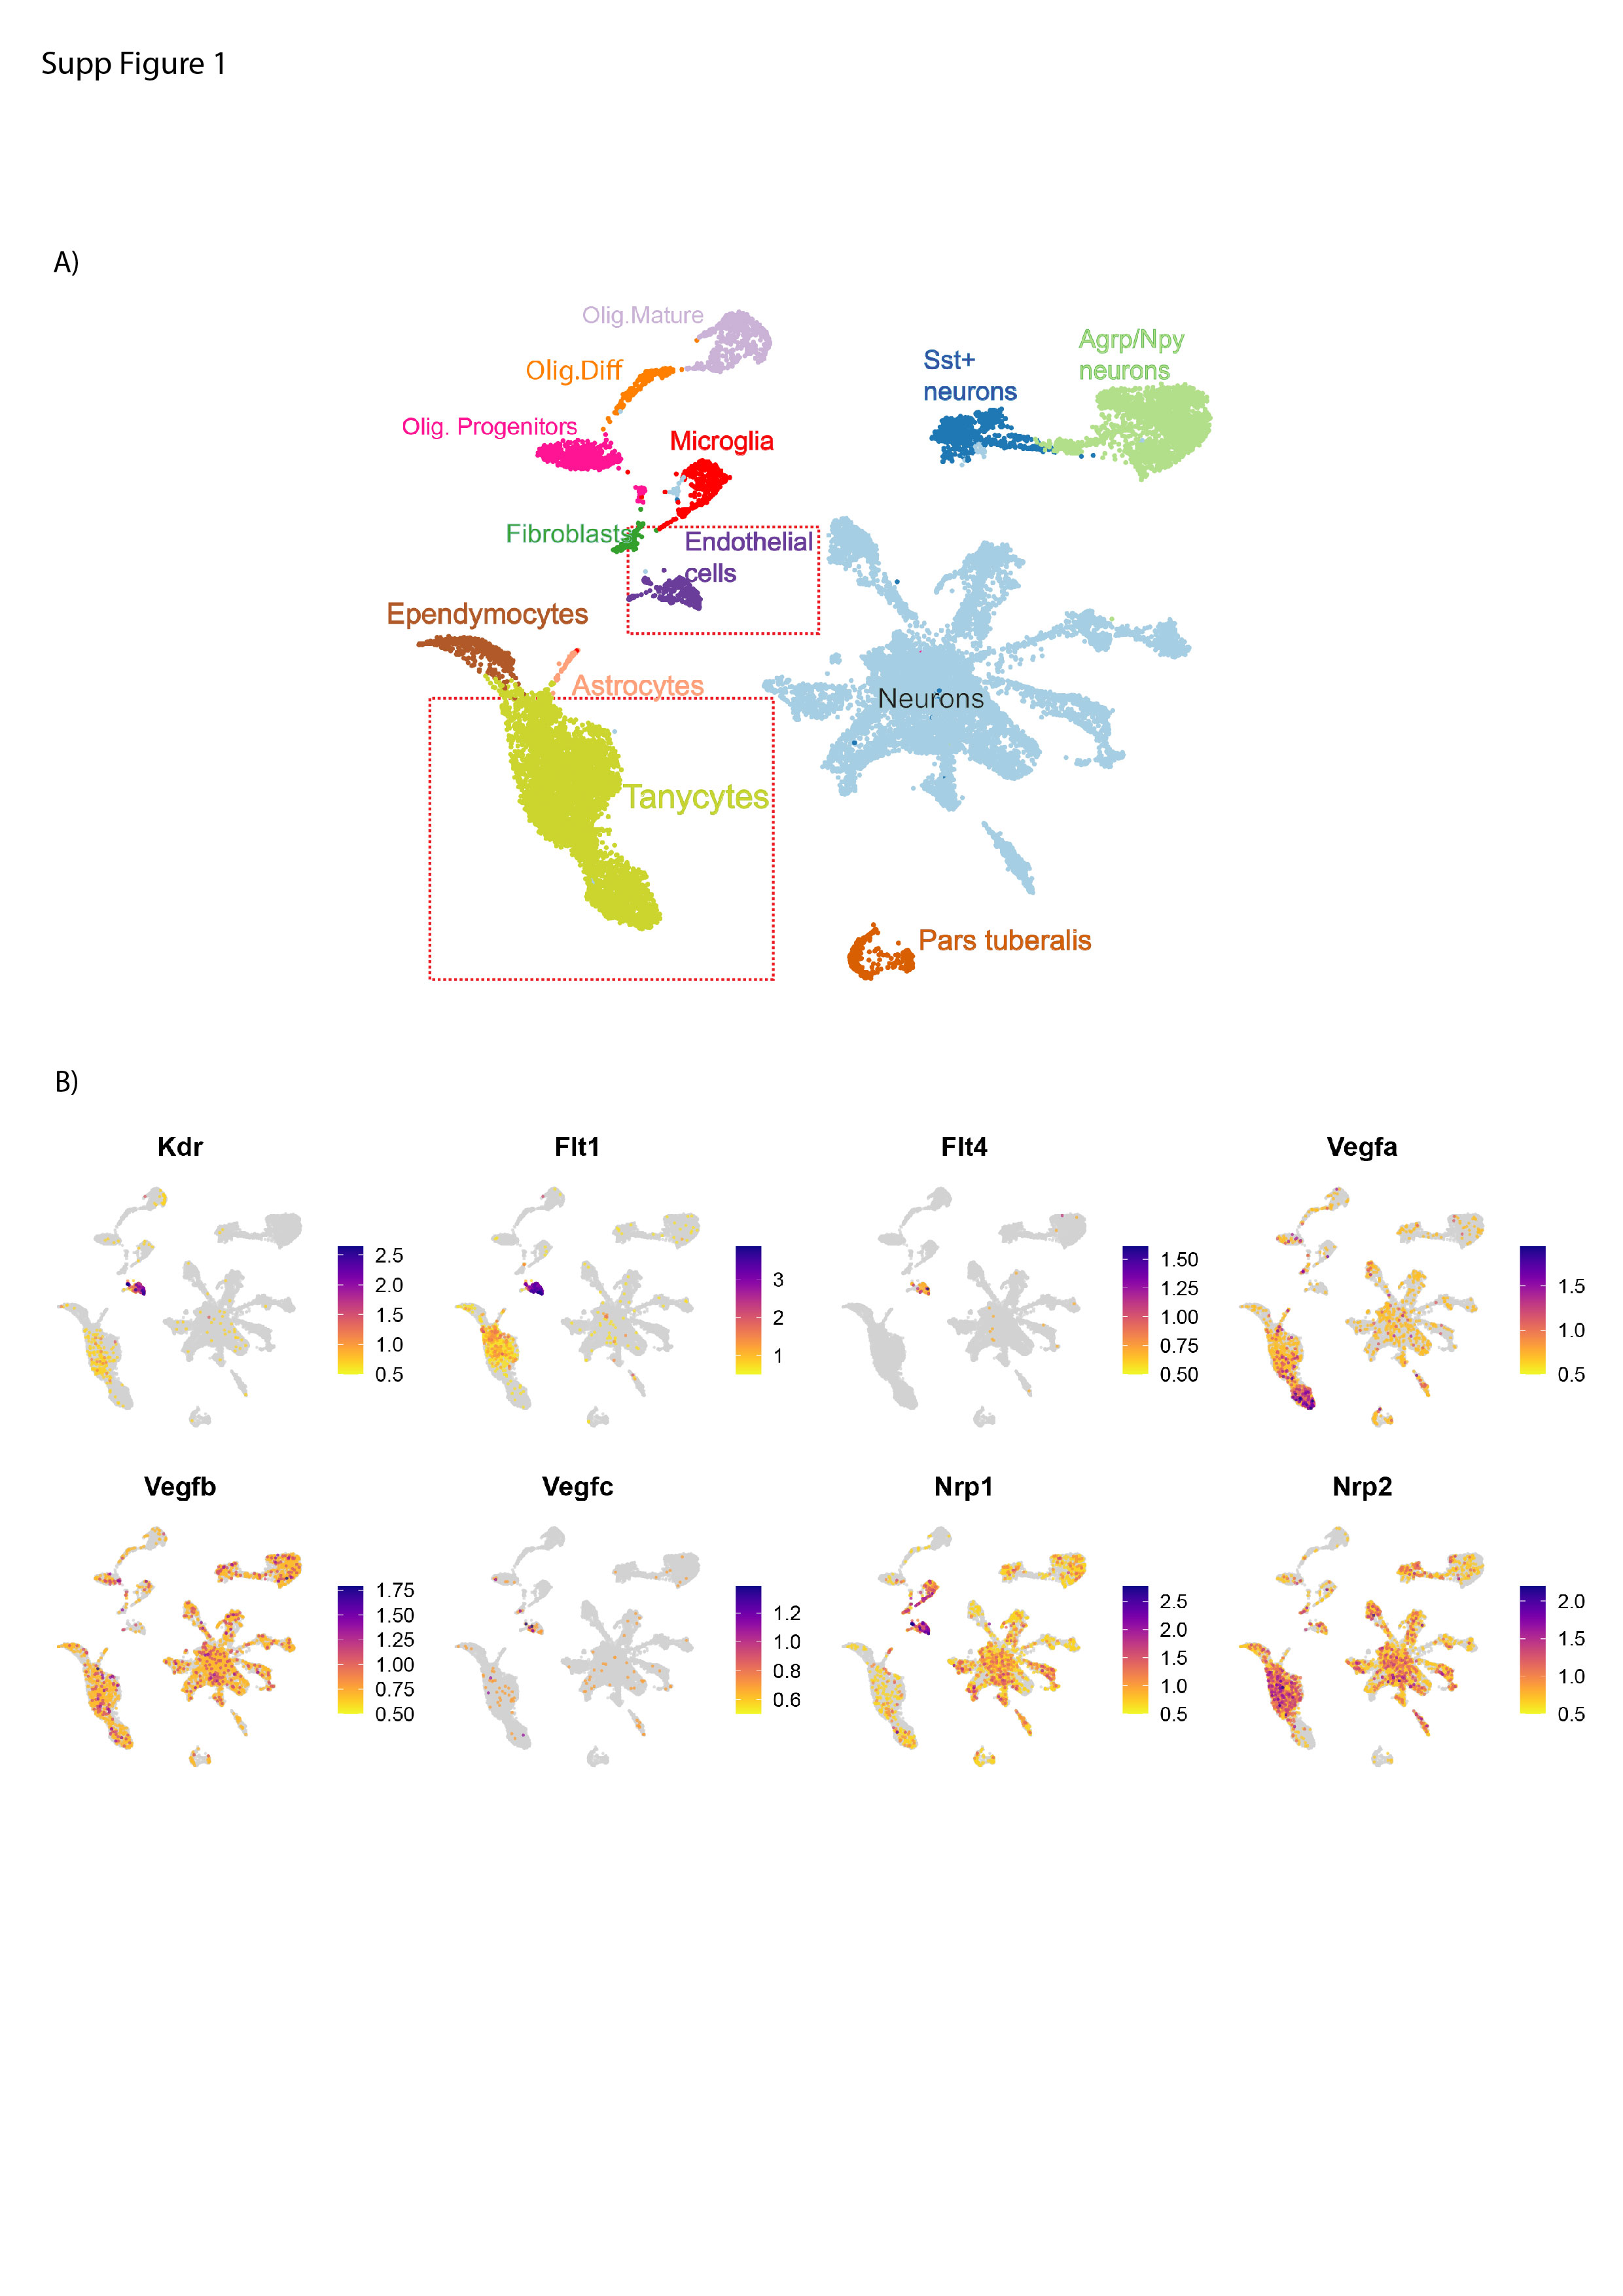 Supp Figure 1
A)
Olig.Mature
Olig.Diff
Olig. Progenitors
Microglia
Fibroblasts
Endothelial
cells
Ependymocytes
Astrocytes
Tanycytes
Sst+
neurons
Agrp/Npy
neurons
Neurons
Pars tuberalis
B)
Kdr
2.5
2.0
1.5
1.0
0.5
Flt1
3
2
1
Flt4
1.50
1.25
1.00
0.75
0.50
Vegfa
1.5
1.0
0.5
Vegfb
1.75
1.50
1.25
1.00
0.75
0.50
Vegfc
1.2
1.0
0.8
0.6
Nrp1
2.5
2.0
1.5
1.0
0.5
Nrp2
2.0
1.5
1.0
0.5